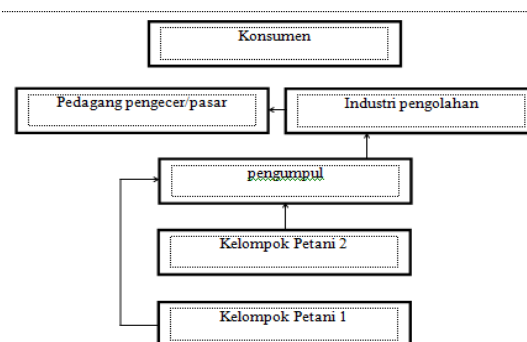 Konsumen
Pedagang pengecer/pasar
Industri pengolahan
pengumpul
Kelompok Petani 2
Kelompok Petani 1